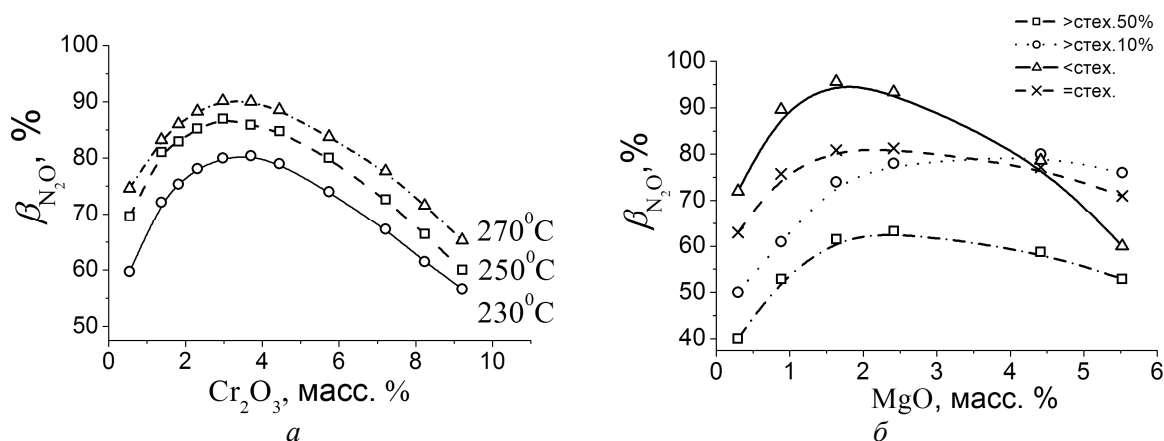 β_N₂O, %
100
90
80
70
60
50
270⁰C
250⁰C
230⁰C
0 2 4 6 8 10
Cr₂O₃, масс. %
а
>стех.50%
>стех.10%
<стех.
=стех.
β_N₂O, %
100
90
80
70
60
50
40
0 1 2 3 4 5 6
MgO, масс. %
б